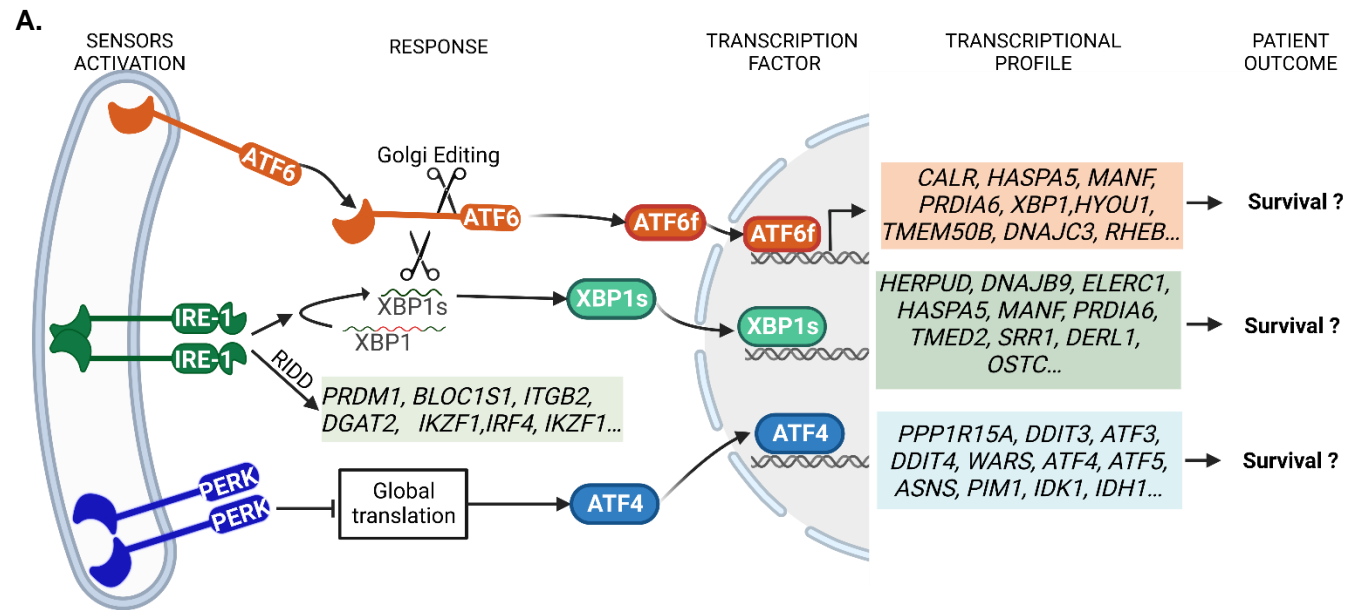 A.
SENSORS
ACTIVATION
RESPONSE
TRANSCRIPTION
FACTOR
TRANSCRIPTIONAL
PROFILE
PATIENT
OUTCOME
ATF6
Golgi Editing
ATF6
ATF6f
ATF6f
CALR, HASPA5, MANF,
PRDIA6, XBP1,HYOU1,
TMEM50B, DNAJC3, RHEB...
Survival ?
IRE-1
IRE-1
XBP1s
XBP1
XBP1s
XBP1s
HERPUD, DNAJB9, ELERC1,
HASPA5, MANF, PRDIA6,
TMED2, SRR1, DERL1,
OSTC...
Survival ?
RIDD
PRDM1, BLOC1S1, ITGB2,
DGAT2, IKZF1,IRF4, IKZF1...
PERK
PERK
Global
translation
ATF4
ATF4
PPP1R15A, DDIT3, ATF3,
DDIT4, WARS, ATF4, ATF5,
ASNS, PIM1, IDK1, IDH1...
Survival ?